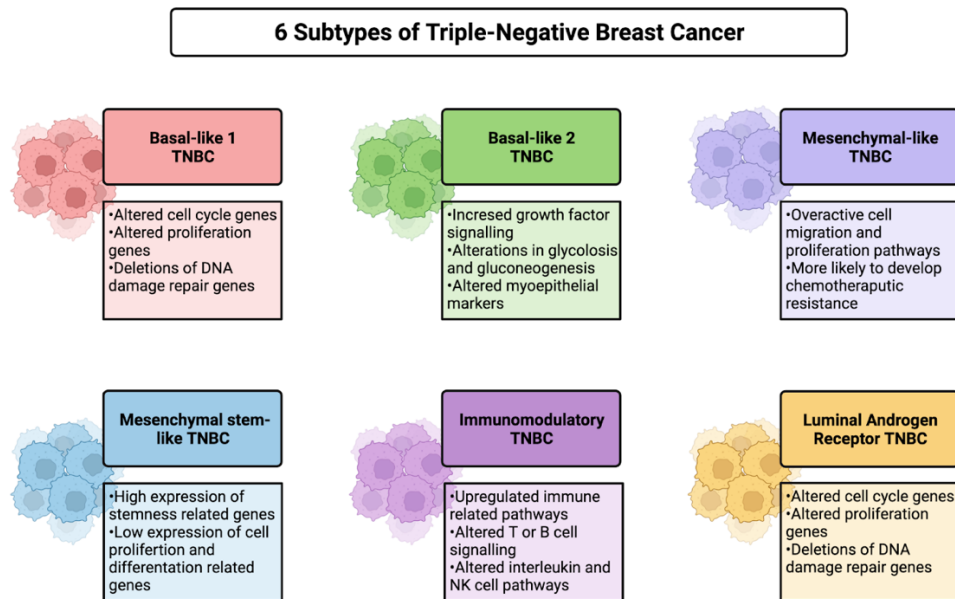 6 Subtypes of Triple-Negative Breast Cancer
Basal-like 1
TNBC
•Altered cell cycle genes
•Altered proliferation
genes
•Deletions of DNA
damage repair genes
Basal-like 2
TNBC
•Incresed growth factor
signalling
•Alterations in glycolosis
and gluconeogenesis
•Altered myoepithelial
markers
Mesenchymal-like
TNBC
•Overactive cell
migration and
proliferation pathways
•More likely to develop
chemotheraputic
resistance
Mesenchymal stem-
like TNBC
•High expression of
stemness related genes
•Low expression of cell
prolifertion and
differentation related
genes
Immunomodulatory
TNBC
•Upregulated immune
related pathways
•Altered T or B cell
signalling
•Altered interleukin and
NK cell pathways
Luminal Androgen
Receptor TNBC
•Altered cell cycle genes
•Altered proliferation
genes
•Deletions of DNA
damage repair genes